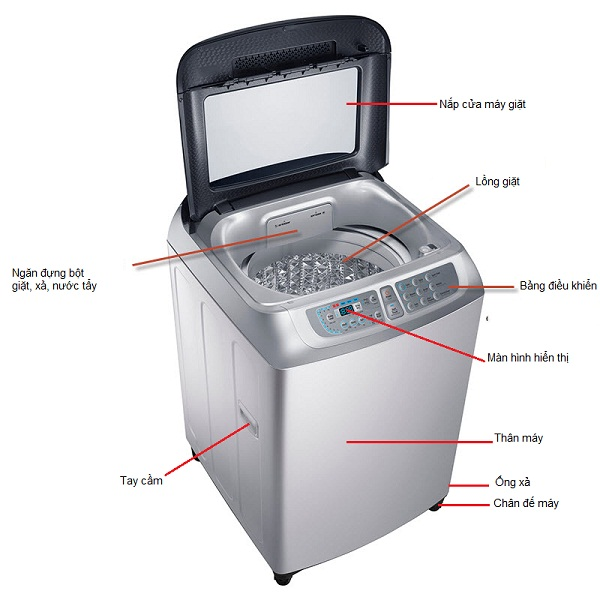 Nắp cửa máy giặt
Lồng giặt
Ngăn đựng bột
giặt, xả, nước tẩy
Bảng điều khiển
Màn hình hiển thị
Thân máy
Tay cầm
Ống xả
Chân đế máy